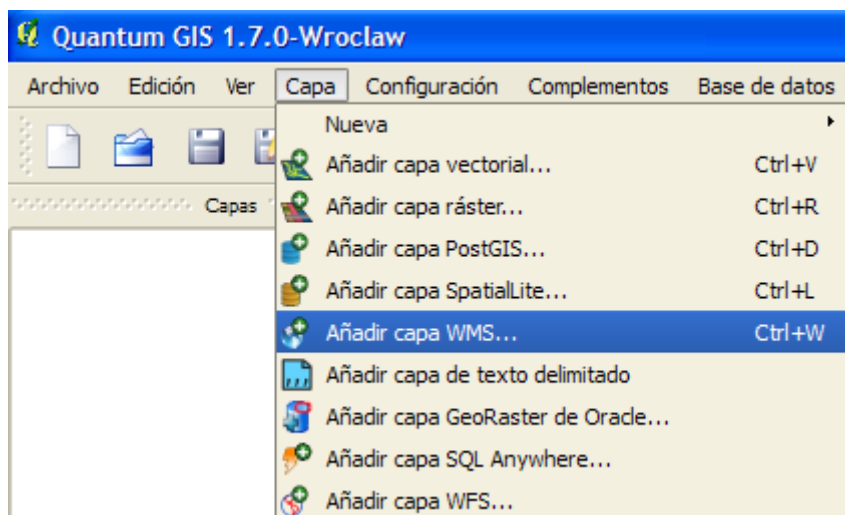 Quantum GIS 1.7.0-Wroclaw
Archivo Edición Ver Capa Configuración Complementos Base de datos
Nueva
Añadir capa vectorial... Ctrl+V
Capas
Añadir capa ráster... Ctrl+R
Añadir capa PostGIS... Ctrl+D
Añadir capa SpatialLite... Ctrl+L
Añadir capa WMS... Ctrl+W
Añadir capa de texto delimitado
Añadir capa GeoRaster de Oracle...
Añadir capa SQL Anywhere...
Añadir capa WFS...